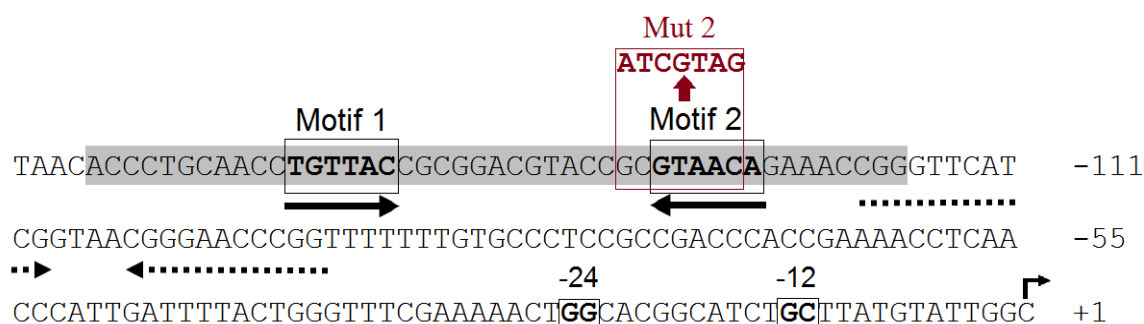 Mut 2
ATCGTAG
Motif 1 Motif 2
TAACACCCTGCAACCTGTTACCGCGGACGTACCGCGTAACAGAAACCGGGTTCAT -111
CGGTAACGGGAACCCGGTTTTTTTGTGCCCTCCGCCGACCCACCGAAAACCTCAA -55
-24 -12
CCCATTGATTTTACTGGGTTTCGAAAAACTGGCACGGCATCTGCTTATGTATTGGC +1